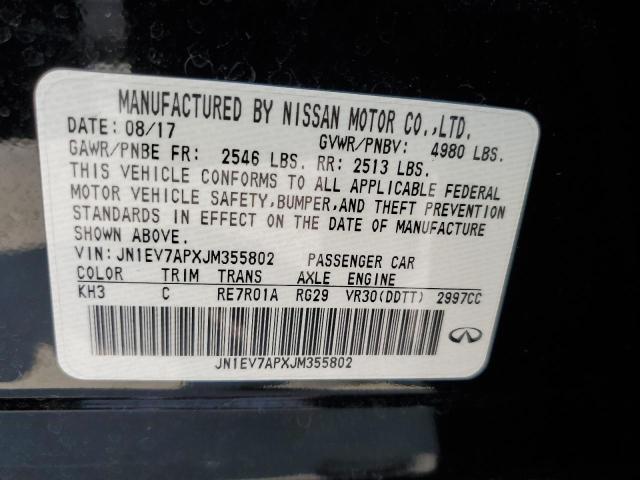 MANUFACTURED BY NISSAN MOTOR CO.,LTD.
DATE: 08/17 GVWR/PNBV: 4980 LBS.
GAWR/PNBE FR: 2546 LBS. RR: 2513 LBS.
THIS VEHICLE CONFORMS TO ALL APPLICABLE FEDERAL
MOTOR VEHICLE SAFETY,BUMPER,AND THEFT PREVENTION
STANDARDS IN EFFECT ON THE DATE OF MANUFACTURE
SHOWN ABOVE.
VIN: JN1EV7APXJM355802 PASSENGER CAR
COLOR TRIM TRANS AXLE ENGINE
KH3 C RE7R01A RG29 VR30(DDTT) 2997CC
JN1EV7APXJM355802